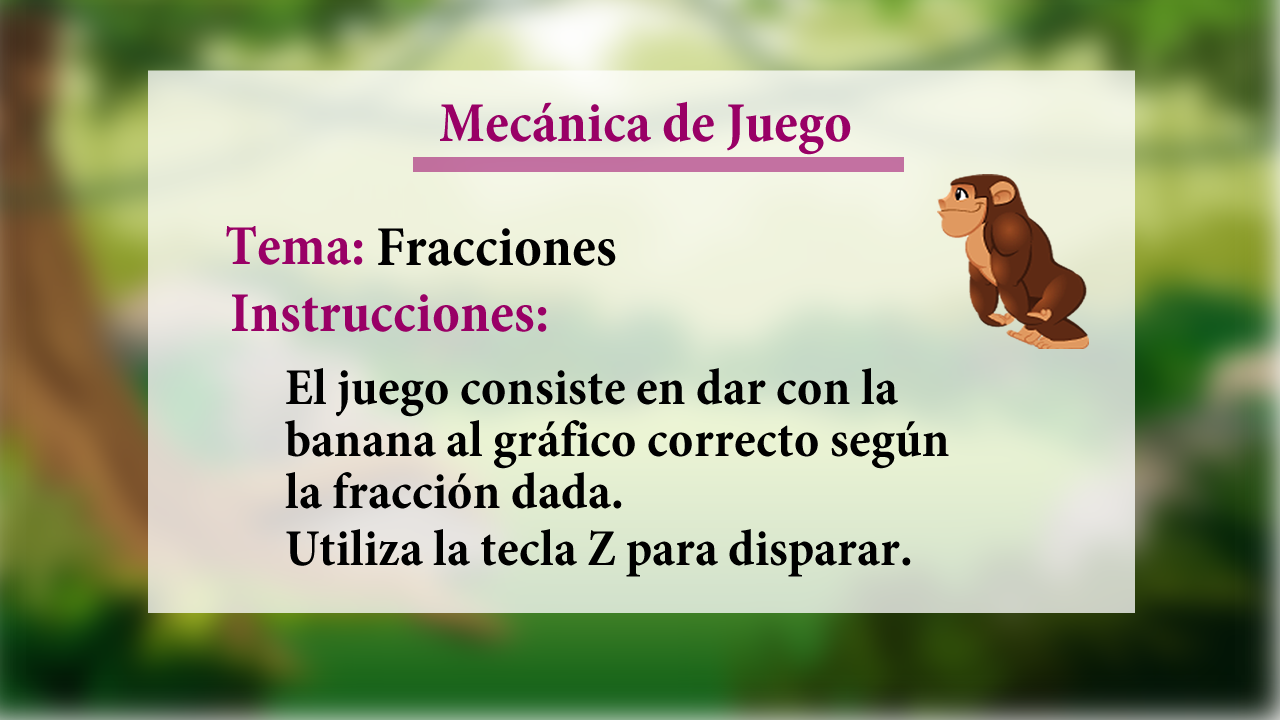 Mecánica de Juego
Tema: Fracciones
Instrucciones:
El juego consiste en dar con la
banana al gráfico correcto según
la fracción dada.
Utiliza la tecla Z para disparar.